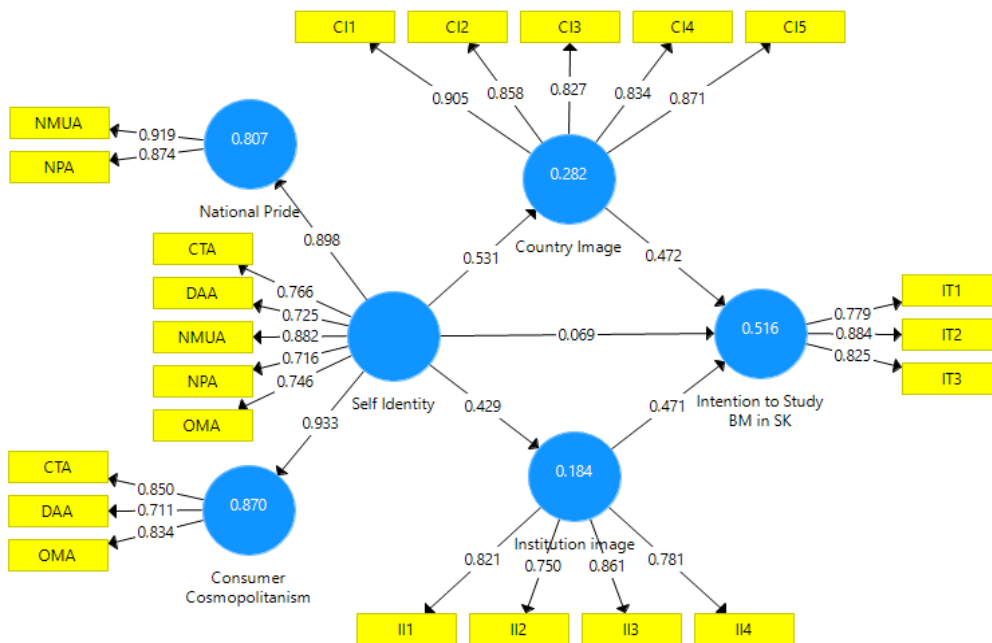 CI1 CI2 CI3 CI4 CI5
0.905 0.858 0.827 0.834 0.871
NMUA
NPA
0.919
0.874
0.807
National Pride
0.898
0.282
Country Image
0.531
0.472
CTA
DAA
NMUA
NPA
OMA
0.766
0.725
0.882
0.716
0.746
Self Identity
0.069
0.933
0.429
0.516
Intention to Study
BM in SK
0.779
0.884
0.825
IT1
IT2
IT3
0.471
CTA
DAA
OMA
0.850
0.711
0.834
0.870
Consumer
Cosmopolitanism
0.184
Institution image
0.821 0.750 0.861 0.781
II1 II2 II3 II4